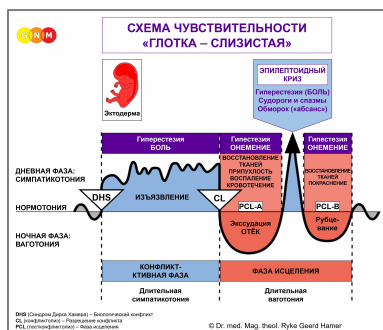 GNM
СХЕМА ЧУВСТВИТЕЛЬНОСТИ
«ГЛОТКА – СЛИЗИСТАЯ»
Эктодерма
ЭПИЛЕПТОИДНЫЙ
КРИЗ
Гиперестезия (БОЛЬ)
Судороги и спазмы
Обморок («абсанс»)
Гиперестезия
БОЛЬ
Гипестезия
ОНЕМЕНИЕ
Гипестезия
ОНЕМЕНИЕ
ДНЕВНАЯ ФАЗА:
СИМПАТИКОТОНИЯ
ВОССТАНОВЛЕНИЕ
ТКАНЕЙ
ПРИПУХЛОСТЬ
ВОСПАЛЕНИЕ
КРОВОТЕЧЕНИЕ
ВОССТАНОВЛЕНИЕ
ТКАНЕЙ
ПОКРАСНЕНИЕ
DHS
ИЗЪЯЗВЛЕНИЕ
CL
PCL-A
PCL-B
НОРМОТОНИЯ
НОЧНАЯ ФАЗА:
ВАГОТОНИЯ
Экссудация
ОТЁК
Рубце-
вание
КОНФЛИКТ-
КТИВНАЯ ФАЗА
ФАЗА ИСЦЕЛЕНИЯ
Длительная
симпатикотония
Длительная
ваготония
DHS (Синдром Дирка Хамера) – Биологический конфликт
CL (конфликтолиз) – Разрешение конфликта
PCL (постконфликтолиз) – Фаза исцеления
© Dr. med. Mag. theol. Ryke Geerd Hamer